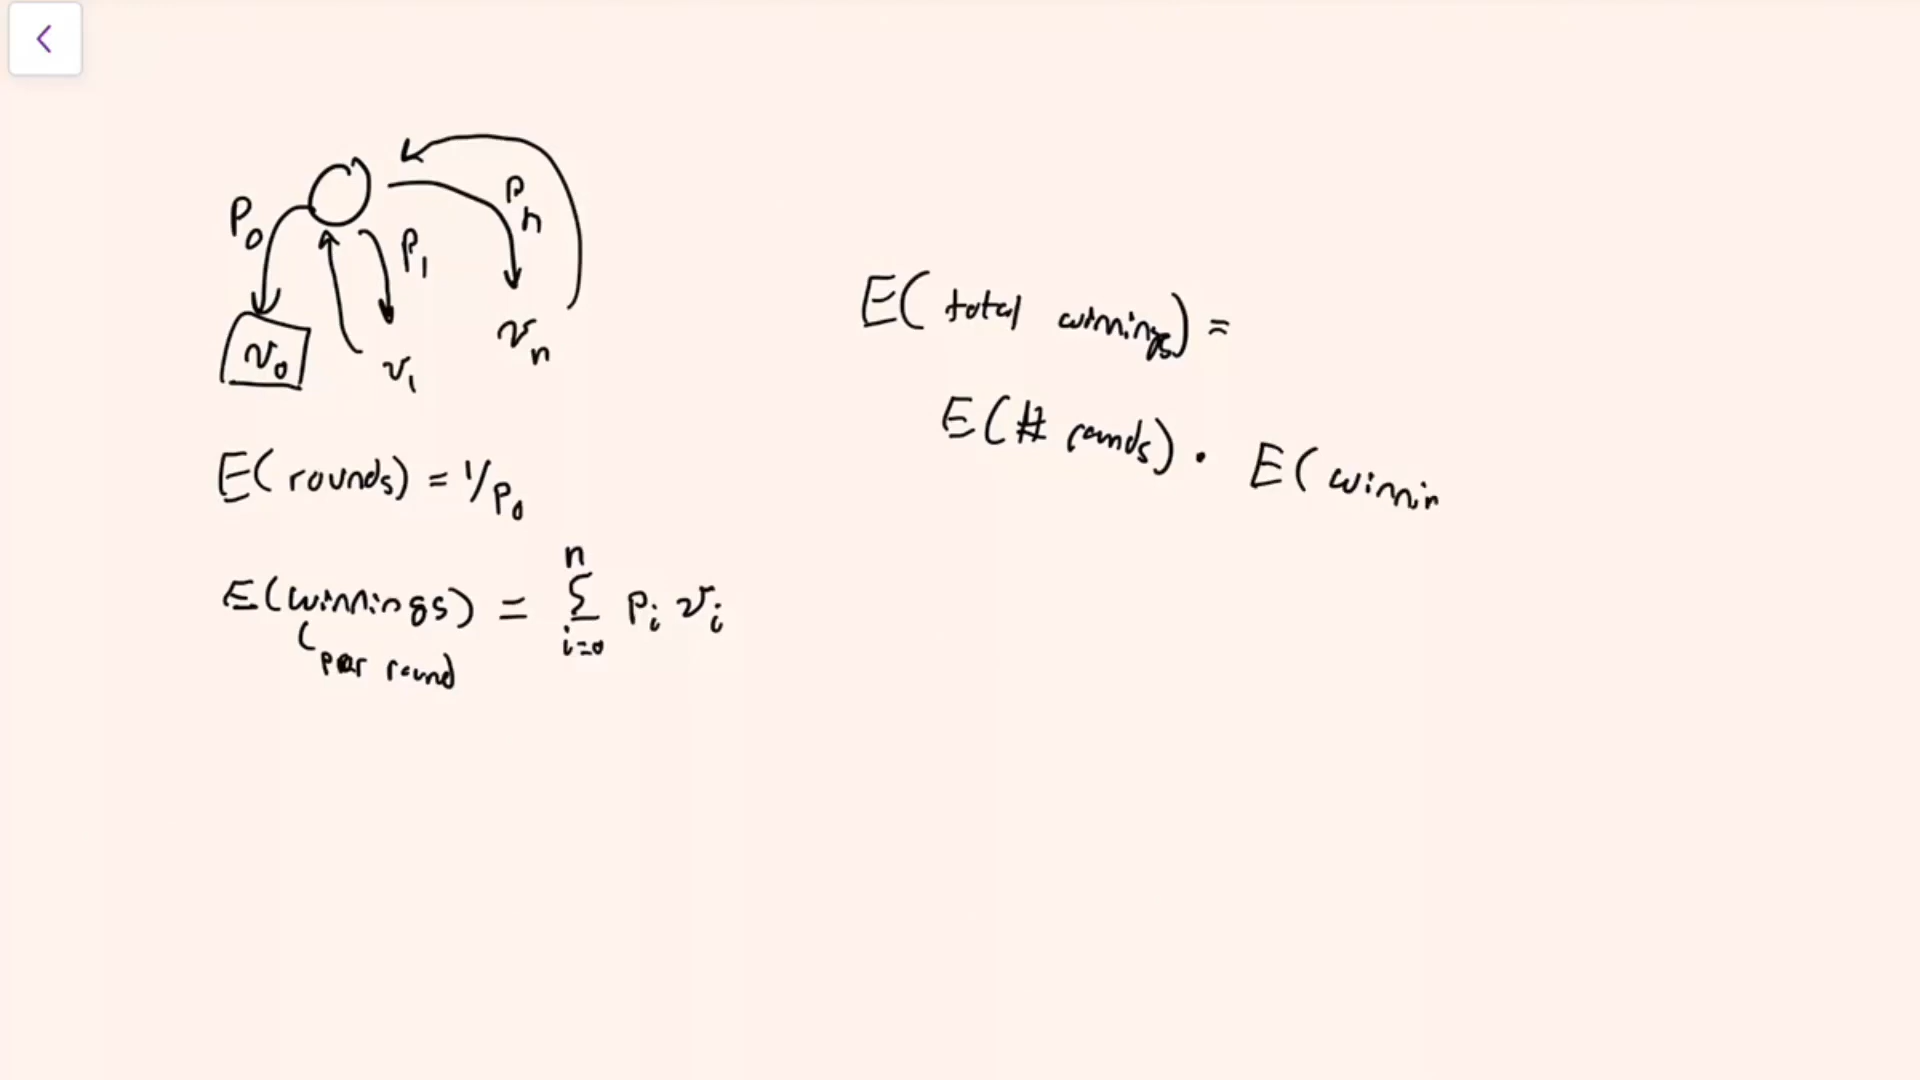 P₀
P₁
Pₙ
v₀
v₁
vₙ
E(rounds) = 1/P₀
n
E(winnings) = Σ pᵢ vᵢ
i=0
per round
E(total winnings) =
E(# rounds) · E(winnin